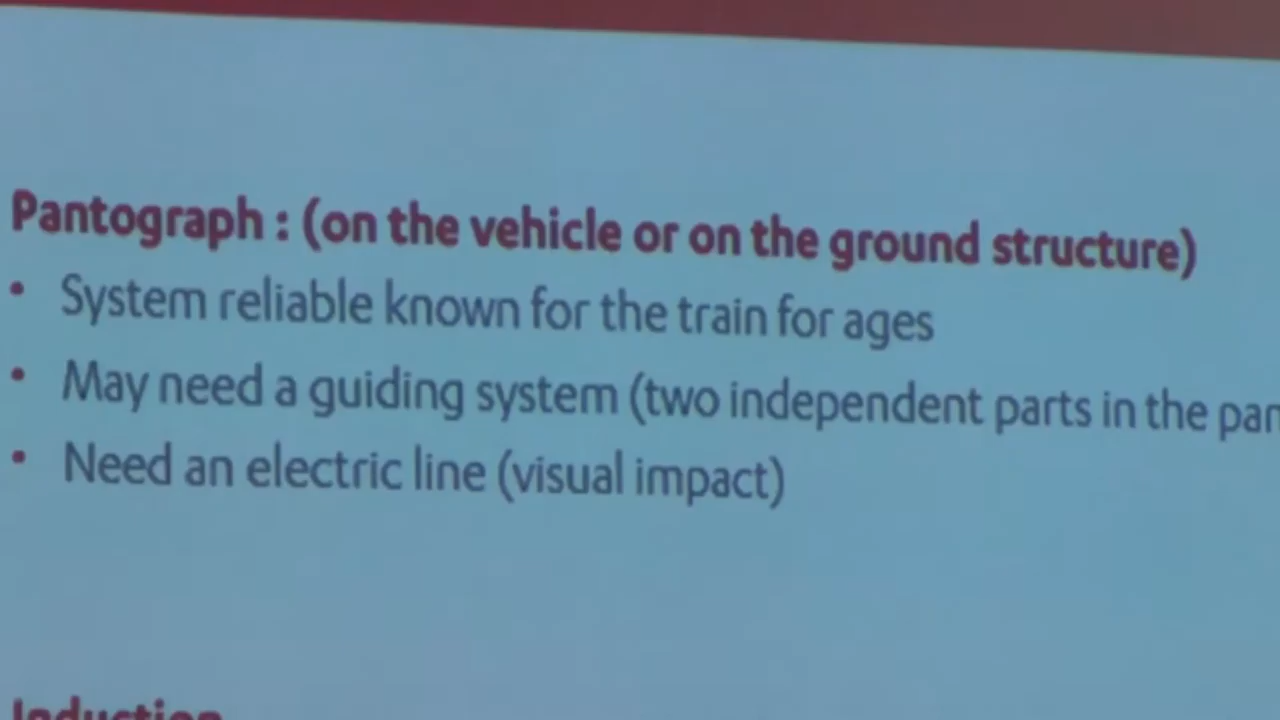 Pantograph : (on the vehicle or on the ground structure)
• System reliable known for the train for ages
• May need a guiding system (two independent parts in the
• Need an electric line (visual impact)
Induction